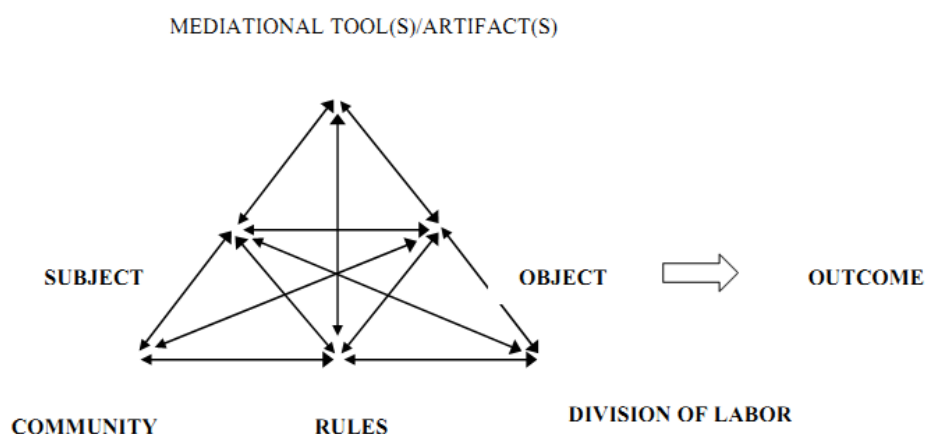 MEDIATIONAL TOOL(S)/ARTIFACT(S)
SUBJECT
OBJECT
OUTCOME
COMMUNITY
RULES
DIVISION OF LABOR